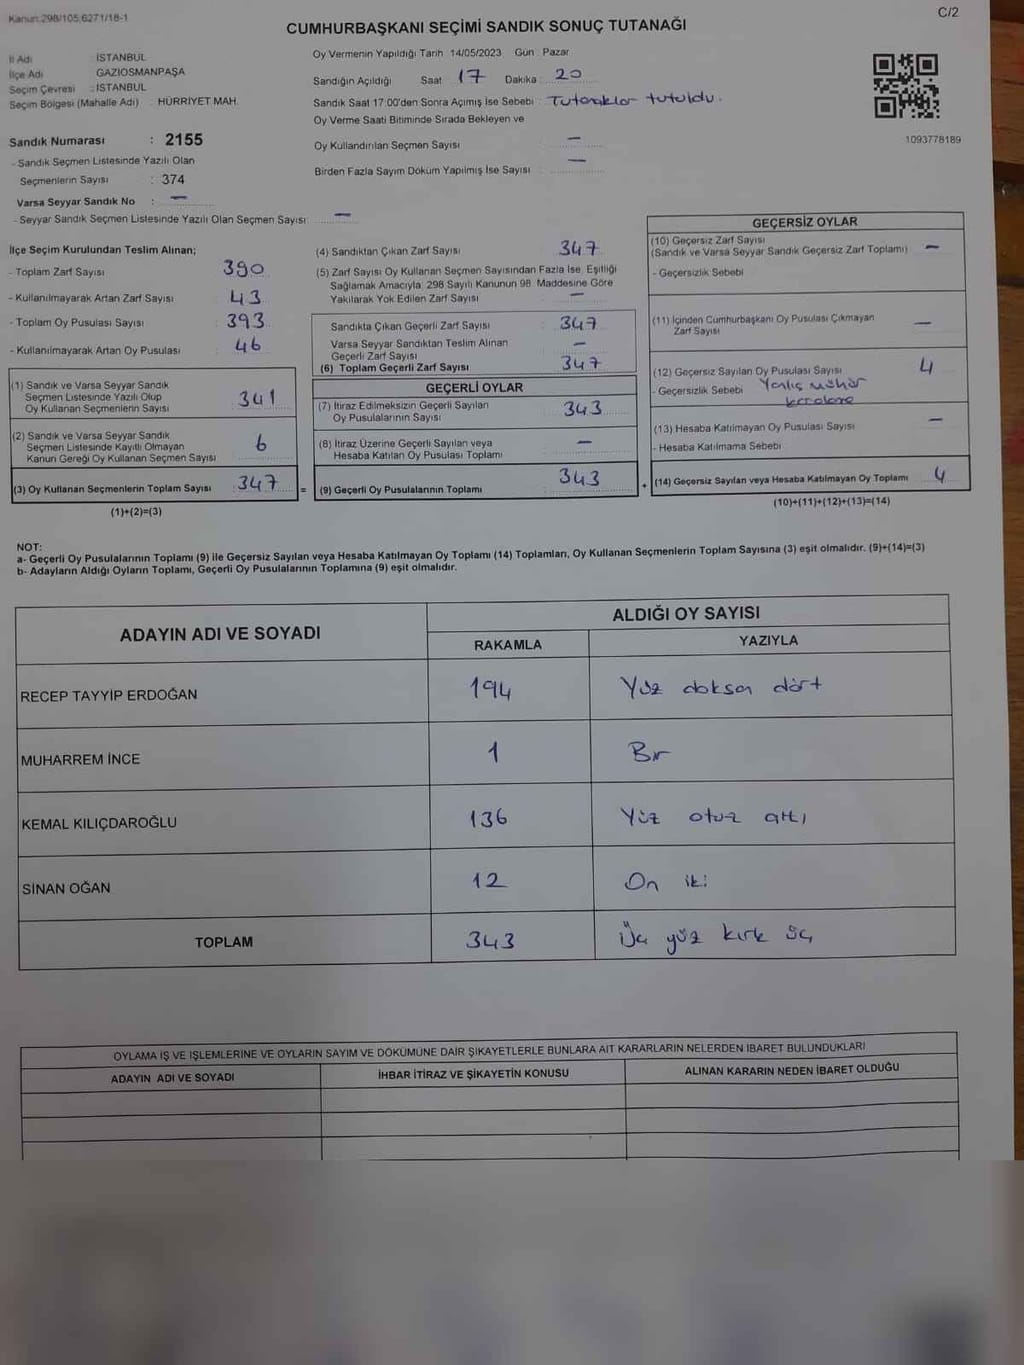 Kanun:298/105;6271/18-1
C/2
CUMHURBAŞKANI SEÇİMİ SANDIK SONUÇ TUTANAĞI
İl Adı : İSTANBUL
İlçe Adı : GAZİOSMANPAŞA
Seçim Çevresi : İSTANBUL
Seçim Bölgesi (Mahalle Adı) : HÜRRİYET MAH.
Oy Vermenin Yapıldığı Tarih : 14/05/2023 Gün : Pazar
Sandığın Açıldığı Saat : 17 Dakika : 20
Sandık Saat 17:00'den Sonra Açımış İse Sebebi : Tutanaklar tutuldu.
Oy Verme Saati Bitiminde Sırada Bekleyen ve
Oy Kullandırılan Seçmen Sayısı : —
Birden Fazla Sayım Döküm Yapılmış İse Sayısı : —
1093778189
Sandık Numarası : 2155
- Sandık Seçmen Listesinde Yazılı Olan
Seçmenlerin Sayısı : 374
Varsa Seyyar Sandık No : —
- Seyyar Sandık Seçmen Listesinde Yazılı Olan Seçmen Sayısı : —
İlçe Seçim Kurulundan Teslim Alınan;
- Toplam Zarf Sayısı 390
- Kullanılmayarak Artan Zarf Sayısı 43
- Toplam Oy Pusulası Sayısı 393
- Kullanılmayarak Artan Oy Pusulası 46
(1) Sandık ve Varsa Seyyar Sandık
Seçmen Listesinde Yazılı Olup
Oy Kullanan Seçmenlerin Sayısı 341
(2) Sandık ve Varsa Seyyar Sandık
Seçmen Listesinde Kayıtlı Olmayan
Kanun Gereği Oy Kullanan Seçmen Sayısı 6
(3) Oy Kullanan Seçmenlerin Toplam Sayısı 347
(1)+(2)=(3)
=
(4) Sandıktan Çıkan Zarf Sayısı 347
(5) Zarf Sayısı Oy Kullanan Seçmen Sayısından Fazla İse, Eşitliği
Sağlamak Amacıyla, 298 Sayılı Kanunun 98. Maddesine Göre
Yakılarak Yok Edilen Zarf Sayısı : —
Sandıkta Çıkan Geçerli Zarf Sayısı : 347
Varsa Seyyar Sandıktan Teslim Alınan
Geçerli Zarf Sayısı —
(6) Toplam Geçerli Zarf Sayısı 347
GEÇERLİ OYLAR
(7) İtiraz Edilmeksizin Geçerli Sayılan
Oy Pusulalarının Sayısı 343
(8) İtiraz Üzerine Geçerli Sayılan veya
Hesaba Katılan Oy Pusulası Toplamı —
(9) Geçerli Oy Pusulalarının Toplamı 343
+
GEÇERSİZ OYLAR
(10) Geçersiz Zarf Sayısı
(Sandık ve Varsa Seyyar Sandık Geçersiz Zarf Toplamı) —
- Geçersizlik Sebebi
(11) İçinden Cumhurbaşkanı Oy Pusulası Çıkmayan
Zarf Sayısı —
(12) Geçersiz Sayılan Oy Pusulası Sayısı 4
- Geçersizlik Sebebi Yanlış mühür
(13) Hesaba Katılmayan Oy Pusulası Sayısı —
- Hesaba Katılmama Sebebi
(14) Geçersiz Sayılan veya Hesaba Katılmayan Oy Toplamı 4
(10)+(11)+(12)+(13)=(14)
NOT:
a- Geçerli Oy Pusulalarının Toplamı (9) ile Geçersiz Sayılan veya Hesaba Katılmayan Oy Toplamı (14) Toplamları, Oy Kullanan Seçmenlerin Toplam Sayısına (3) eşit olmalıdır. (9)+(14)=(3)
b- Adayların Aldığı Oyların Toplamı, Geçerli Oy Pusulalarının Toplamına (9) eşit olmalıdır.
ADAYIN ADI VE SOYADI
ALDIĞI OY SAYISI
RAKAMLA YAZIYLA
RECEP TAYYİP ERDOĞAN 194 Yüz doksan dört
MUHARREM İNCE 1 Bir
KEMAL KILIÇDAROĞLU 136 Yüz otuz altı
SİNAN OĞAN 12 On iki
TOPLAM 343 Üç yüz kırk üç
OYLAMA İŞ VE İŞLEMLERİNE VE OYLARIN SAYIM VE DÖKÜMÜNE DAİR ŞİKAYETLERLE BUNLARA AİT KARARLARIN NELERDEN İBARET BULUNDUKLARI
ADAYIN ADI VE SOYADI
İHBAR İTİRAZ VE ŞİKAYETİN KONUSU
ALINAN KARARIN NEDEN İBARET OLDUĞU